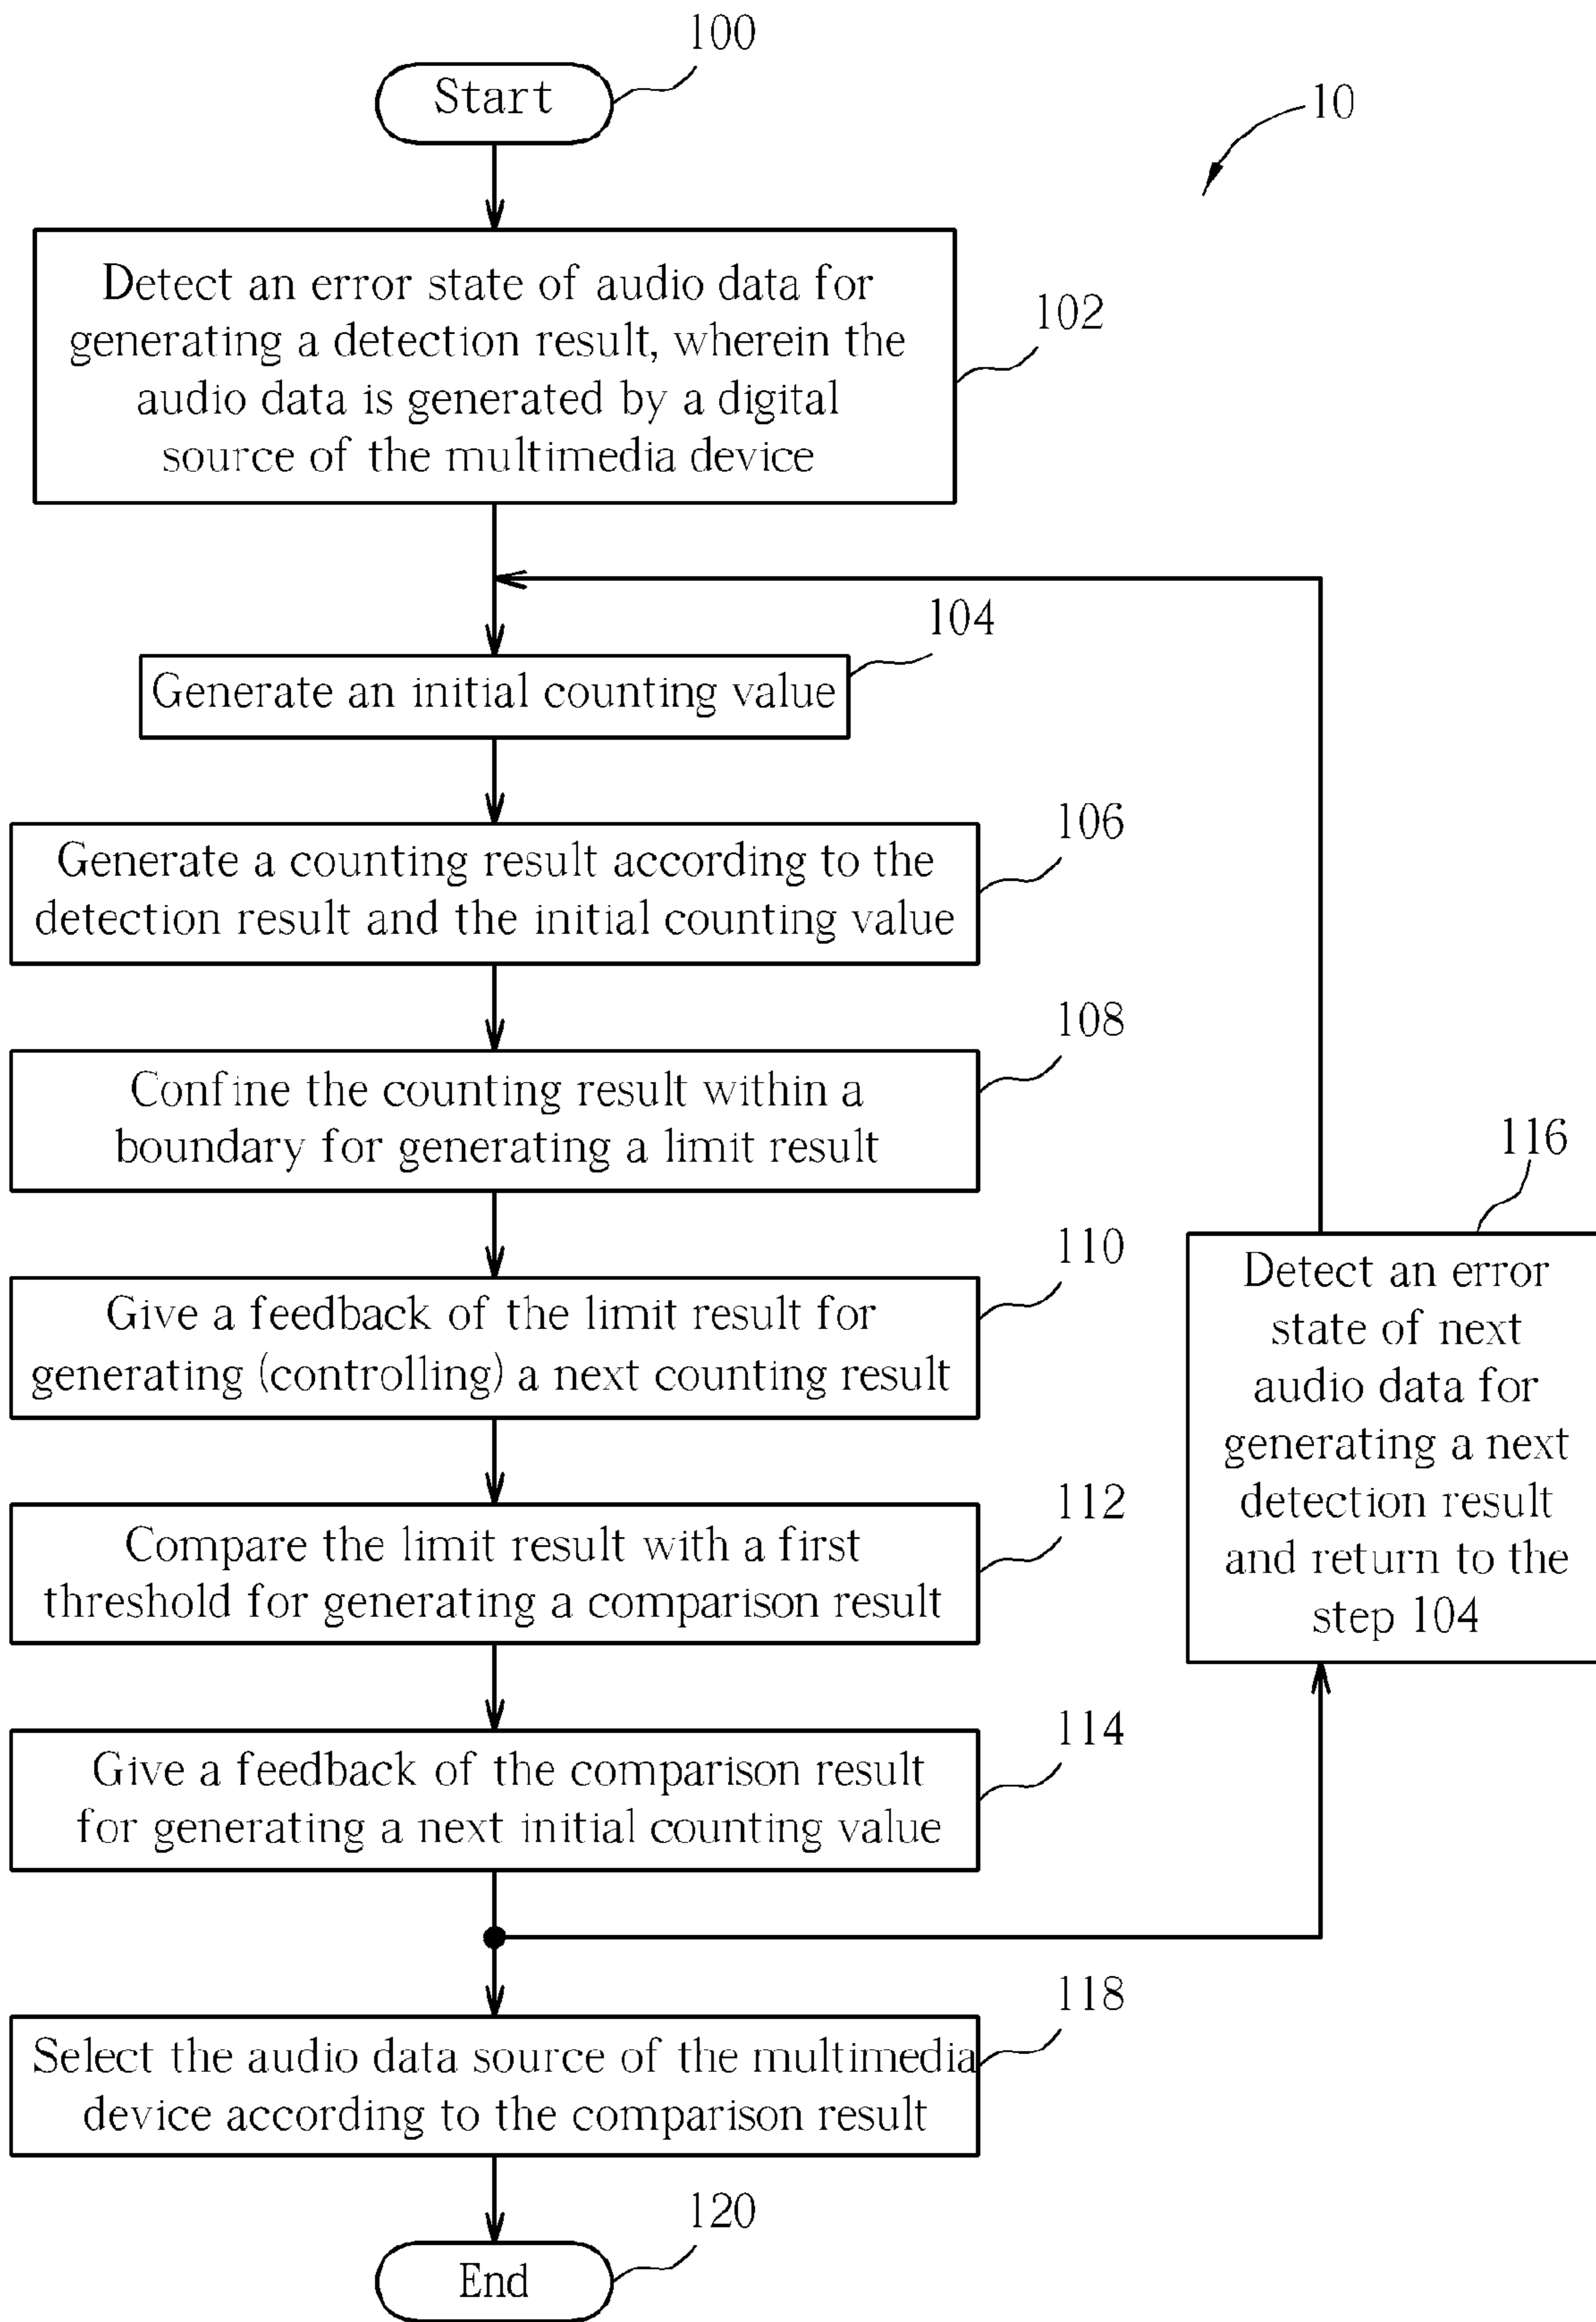 100
Start
10
Detect an error state of audio data for
generating a detection result, wherein the
audio data is generated by a digital
source of the multimedia device
102
104
Generate an initial counting value
106
Generate a counting result according to the
detection result and the initial counting value
108
Confine the counting result within a
boundary for generating a limit result
110
Give a feedback of the limit result for
generating (controlling) a next counting result
112
Compare the limit result with a first
threshold for generating a comparison result
114
Give a feedback of the comparison result
for generating a next initial counting value
116
Detect an error
state of next
audio data for
generating a next
detection result
and return to the
step 104
118
Select the audio data source of the multimedia
device according to the comparison result
120
End